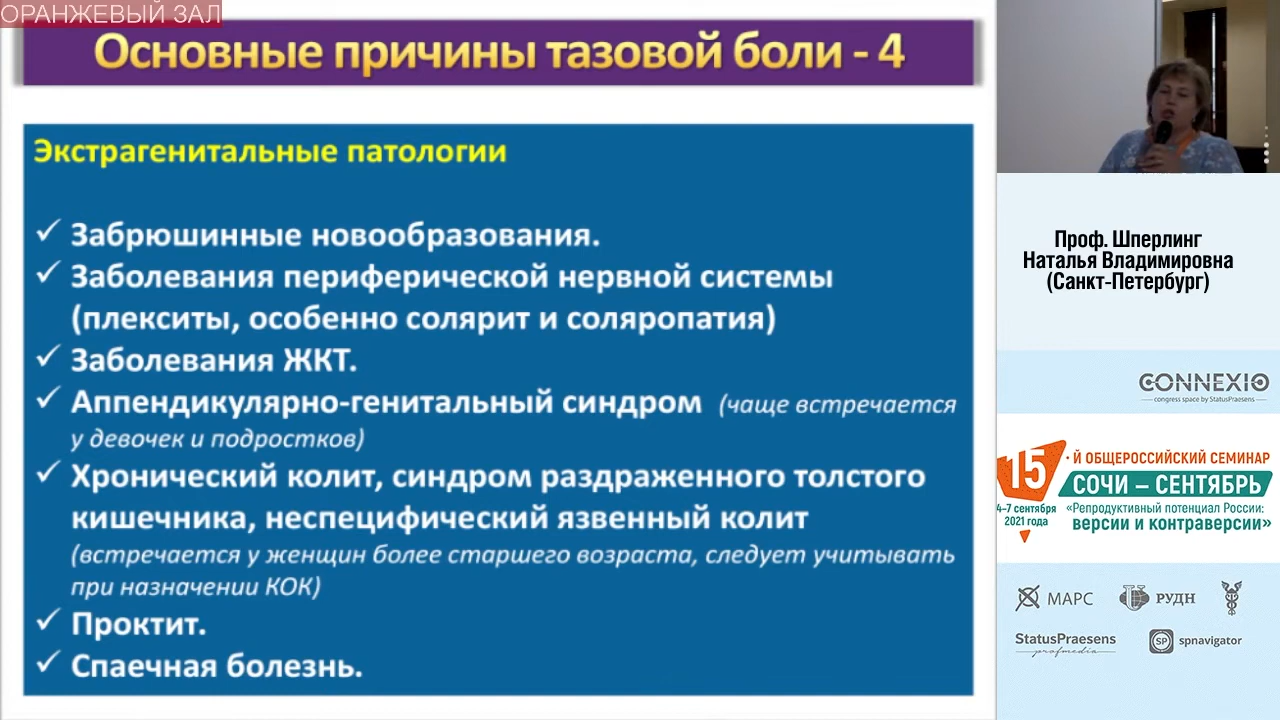 ОРАНЖЕВЫЙ ЗАЛ
Основные причины тазовой боли - 4
Экстрагенитальные патологии
✓ Забрюшинные новообразования.
✓ Заболевания периферической нервной системы
(плекситы, особенно солярит и соляропатия)
✓ Заболевания ЖКТ.
✓ Аппендикулярно-генитальный синдром (чаще встречается
у девочек и подростков)
✓ Хронический колит, синдром раздраженного толстого
кишечника, неспецифический язвенный колит
(встречается у женщин более старшего возраста, следует учитывать
при назначении КОК)
✓ Проктит.
✓ Спаечная болезнь.
Проф. Шперлинг
Наталья Владимировна
(Санкт-Петербург)
CONNEXIO
congress space by StatusPraesens
15-й ОБЩЕРОССИЙСКИЙ СЕМИНАР
СОЧИ – СЕНТЯБРЬ
4–7 сентября
2021 года
«Репродуктивный потенциал России:
версии и контраверсии»
МАРС
РУДН
StatusPraesens
profmedia
SP spnavigator